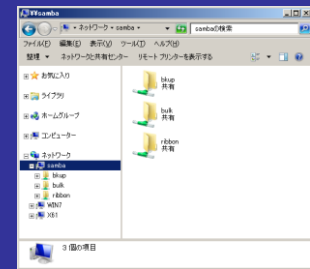 ¥¥samba
ネットワーク ▸ samba ▸
sambaの検索
ファイル(F) 編集(E) 表示(V) ツール(T) ヘルプ(H)
整理 ▼ ネットワークと共有センター リモート プリンターを表示する
お気に入り
ライブラリ
ホームグループ
コンピューター
ネットワーク
samba
bkup
bulk
ribbon
WIN7
X61
bkup
共有
bulk
共有
ribbon
共有
3 個の項目